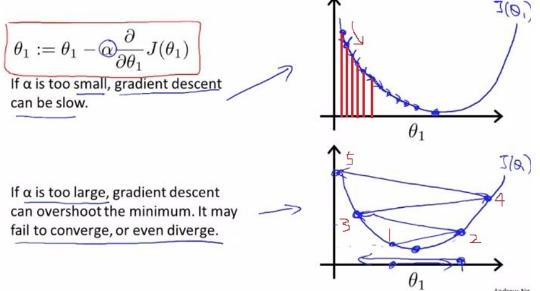 θ₁ := θ₁ − α ∂/∂θ₁ J(θ₁)
If α is too small, gradient descent
can be slow.
J(θ₁)
θ₁
If α is too large, gradient descent
can overshoot the minimum. It may
fail to converge, or even diverge.
J(θ₁)
5
4
3
1
2
θ₁